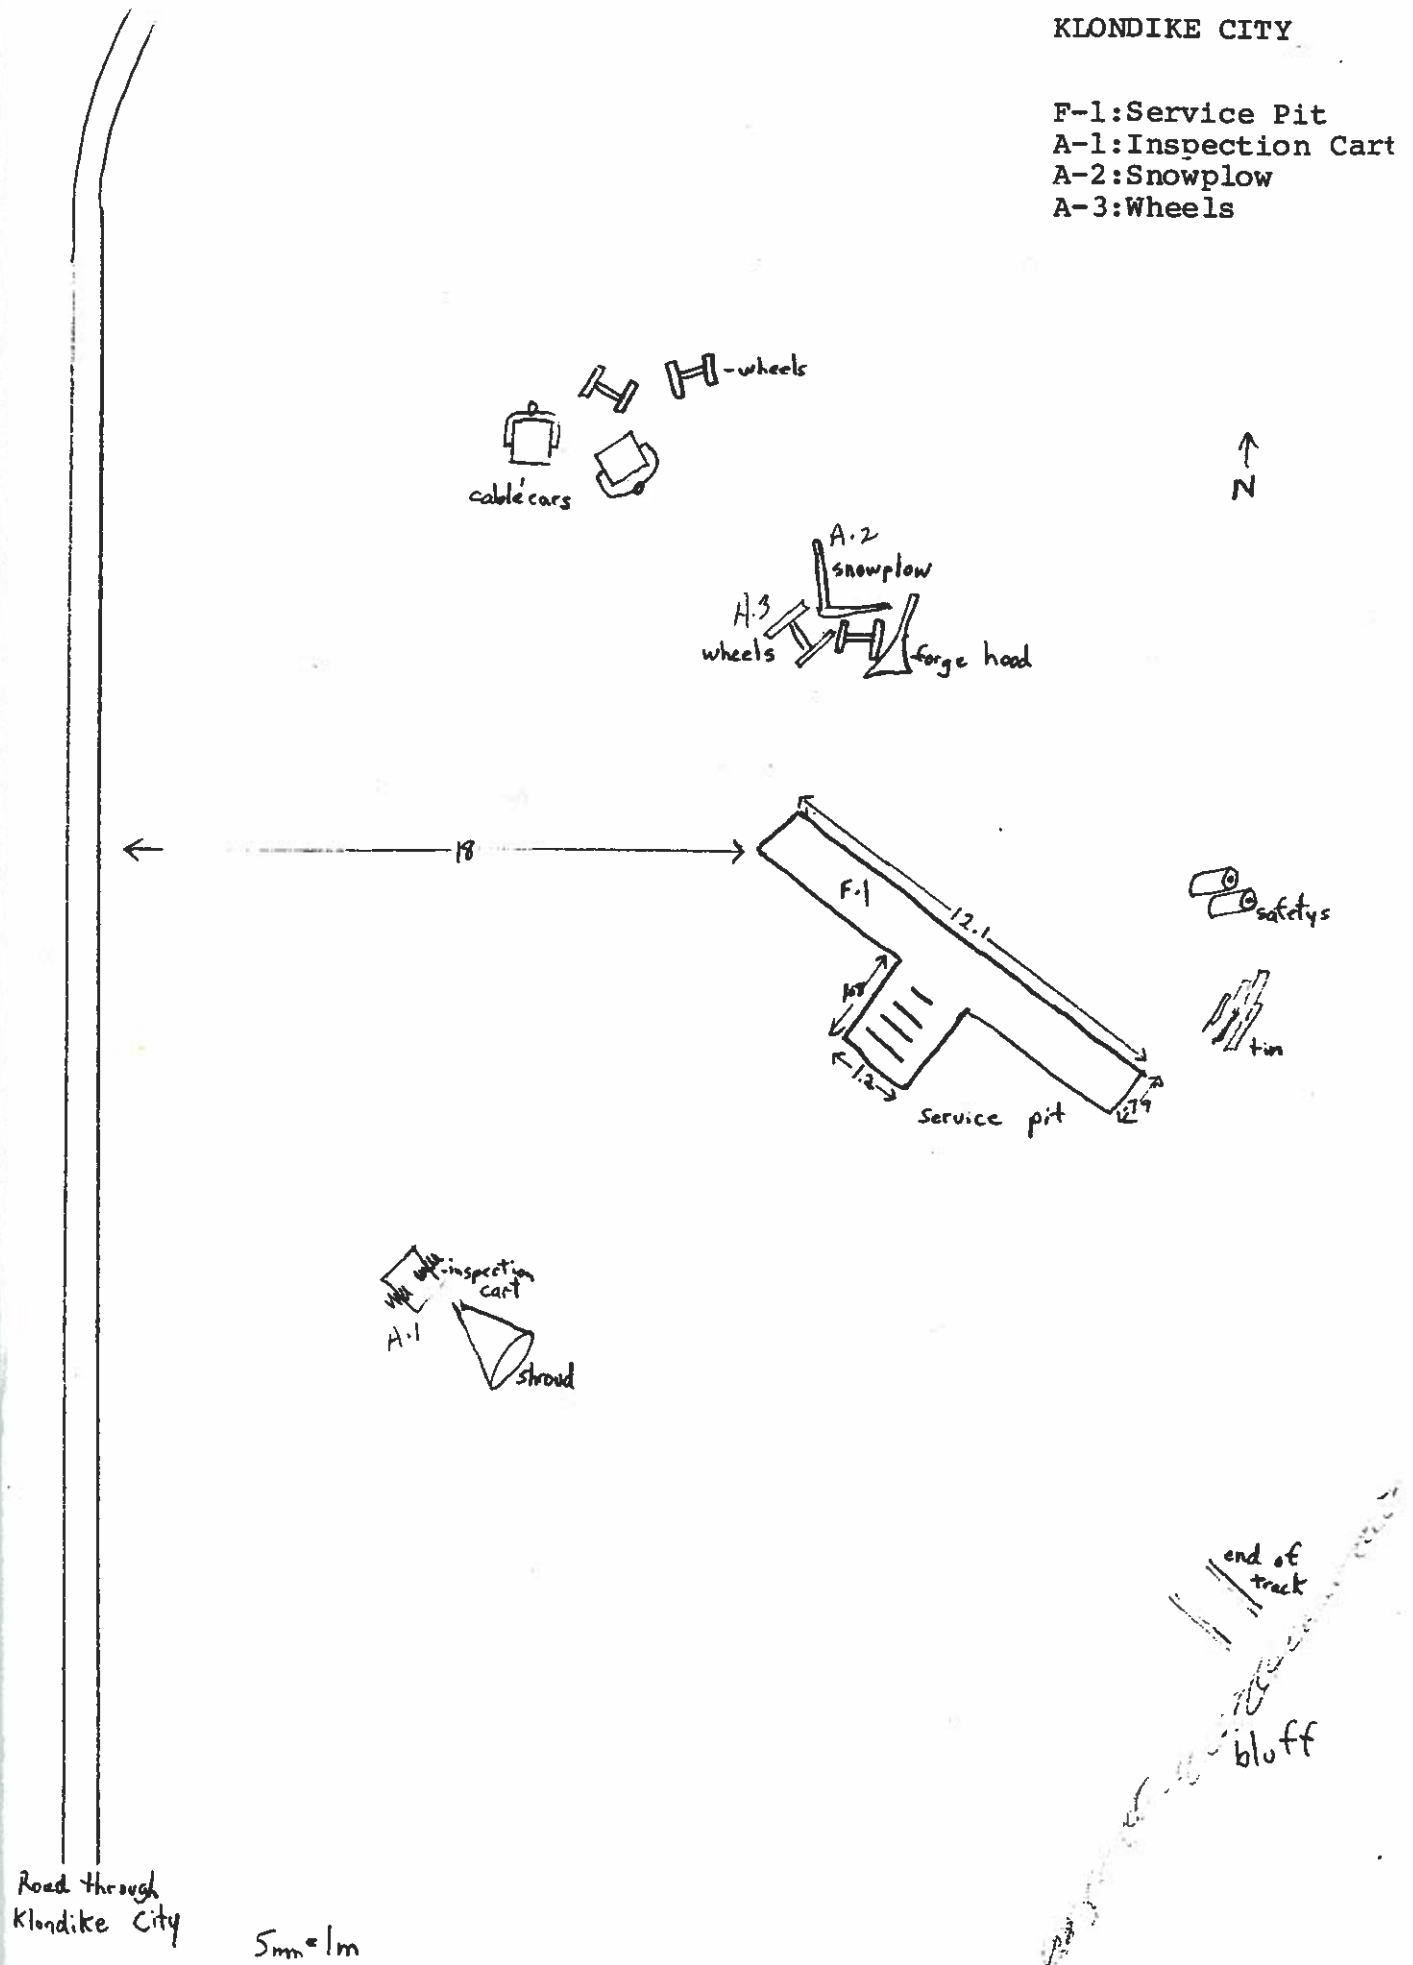 KLONDIKE CITY
F-1:Service Pit
A-1:Inspection Cart
A-2:Snowplow
A-3:Wheels
-wheels
cable cars
N
A.2
snowplow
A.3
wheels
forge hood
18
F.1
12.1
safetys
1.2
tin
.79
Service pit
-inspection
cart
A.1
shroud
end of
track
bluff
Road through
Klondike City
5mm=1m